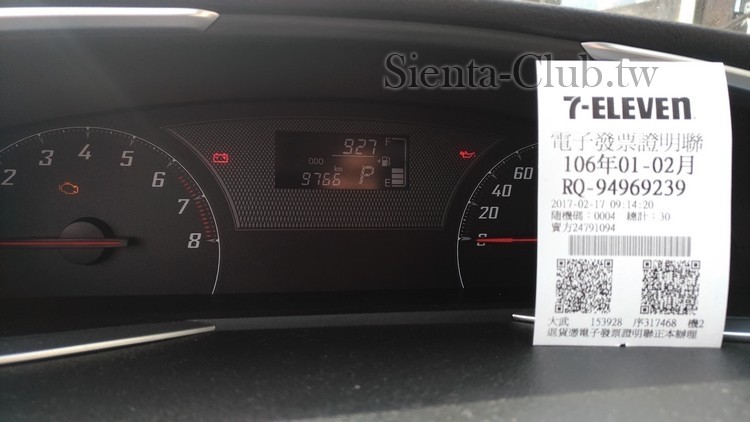 Sienta-Club.tw
7-ELEVEN
電子發票證明聯
106年01-02月
RQ-94969239
2017-02-17 09:14:20
隨機碼：0004 總計：30
賣方24791094
大武 153928 序317468 機2
退貨憑電子發票證明聯正本辦理
2 3 4 5 6 7 8
927 F
000 km
9766 P E
0 20 40 60